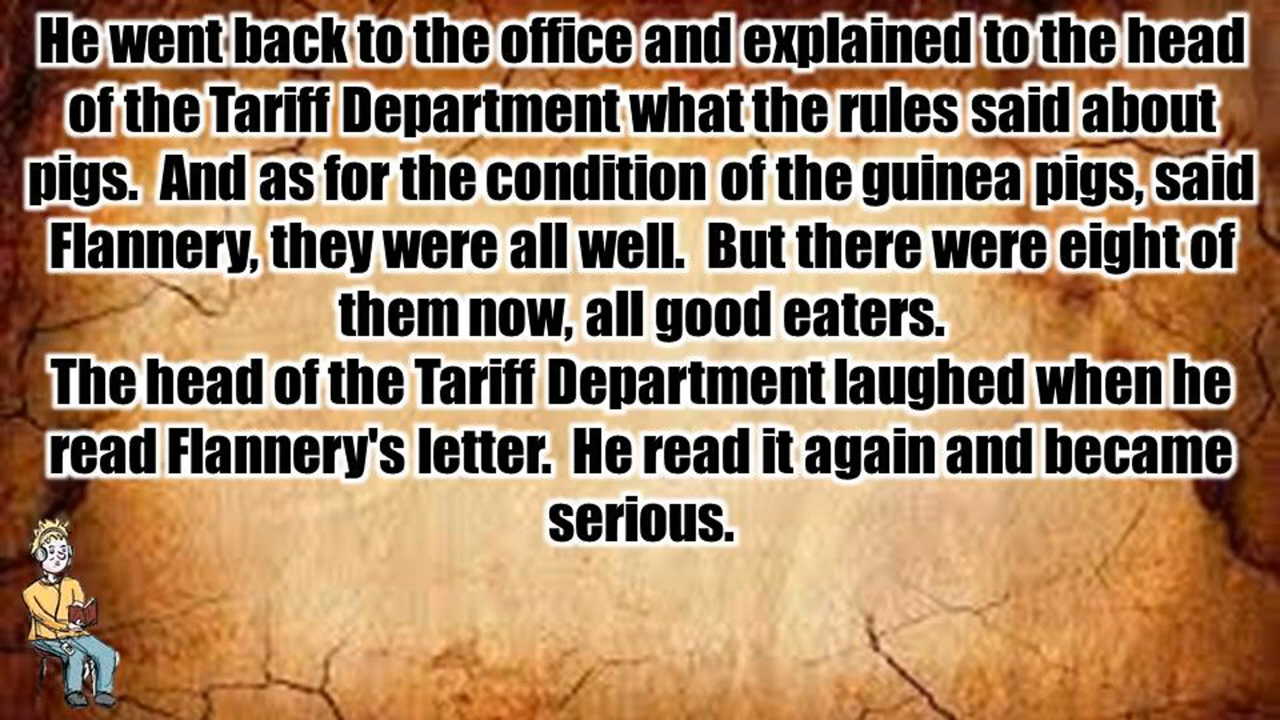 He went back to the office and explained to the head
of the Tariff Department what the rules said about
pigs.  And as for the condition of the guinea pigs, said
Flannery, they were all well.  But there were eight of
them now, all good eaters.
The head of the Tariff Department laughed when he
read Flannery's letter.  He read it again and became
serious.